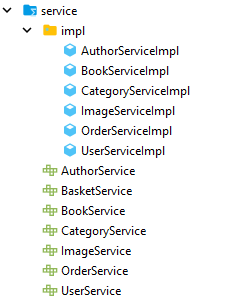 service
impl
AuthorServiceImpl
BookServiceImpl
CategoryServiceImpl
ImageServiceImpl
OrderServiceImpl
UserServiceImpl
AuthorService
BasketService
BookService
CategoryService
ImageService
OrderService
UserService